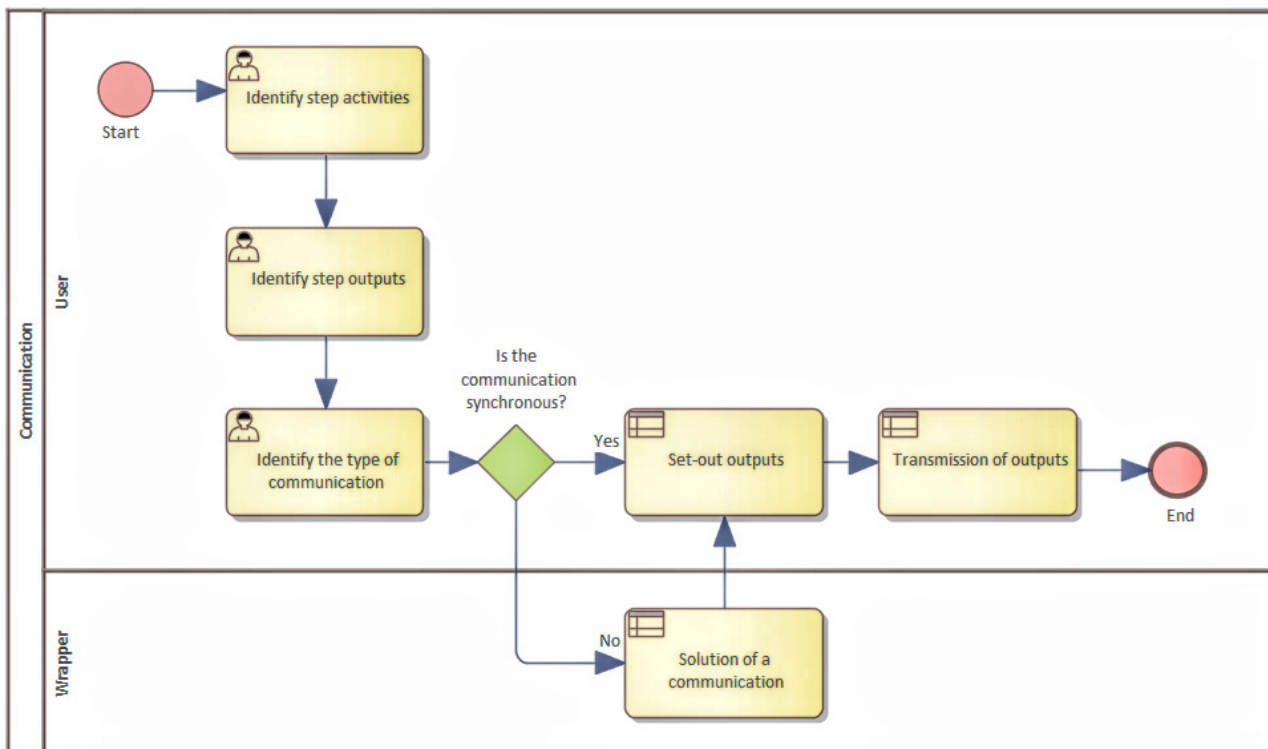 Communication
User
Start
Identify step activities
Identify step outputs
Identify the type of
communication
Is the
communication
synchronous?
Yes
Set-out outputs
Transmission of outputs
End
Wrapper
No
Solution of a
communication